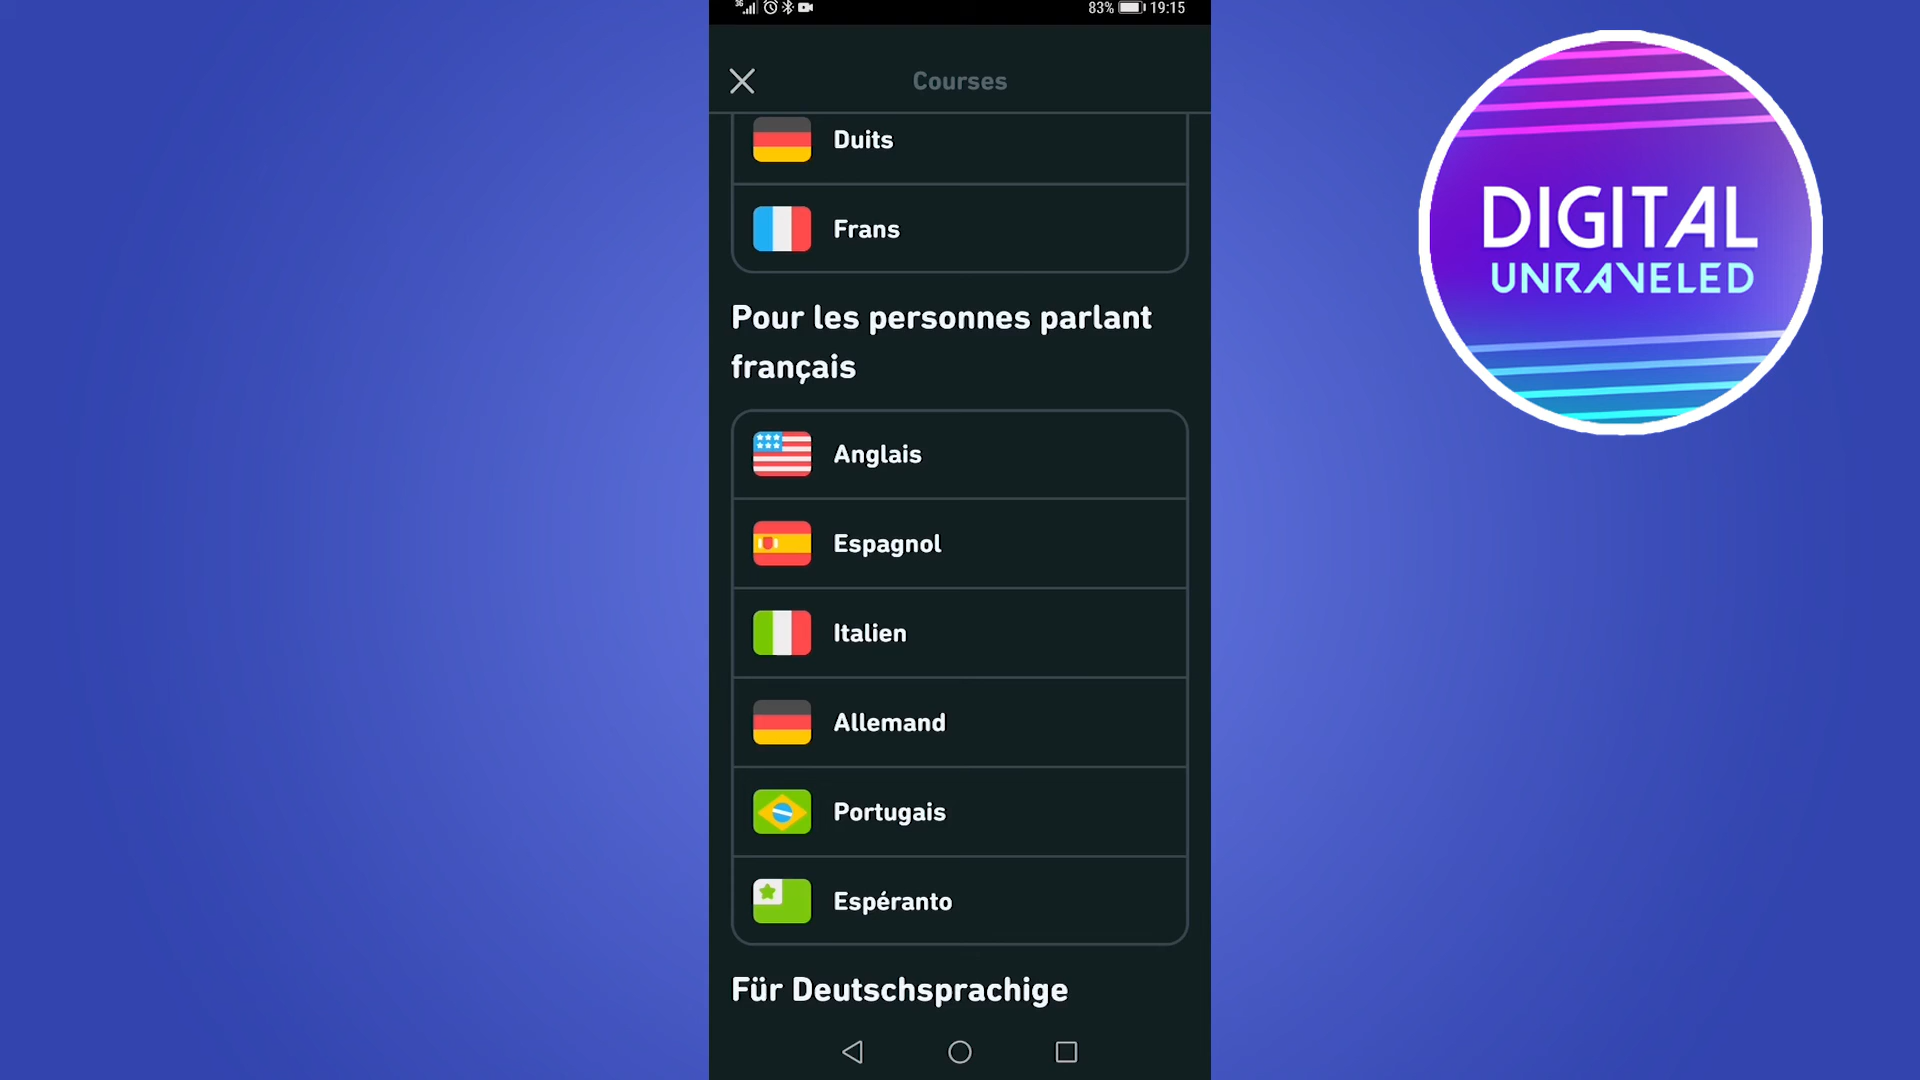 3G
83% 19:15
Courses
Duits
Frans
Pour les personnes parlant
français
Anglais
Espagnol
Italien
Allemand
Portugais
Espéranto
Für Deutschsprachige
DIGITAL
UNRAVELED